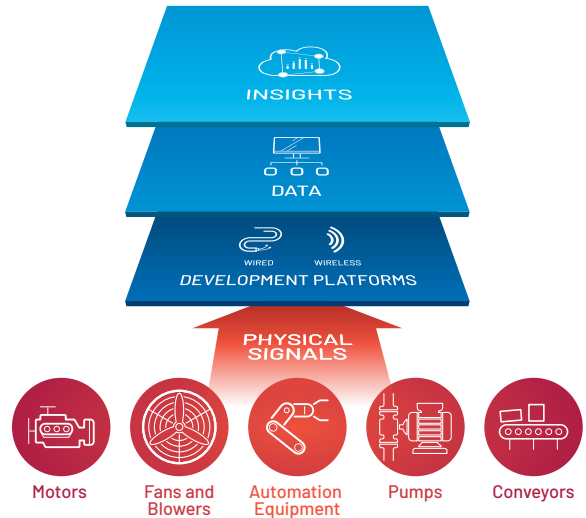 INSIGHTS
DATA
WIRED
WIRELESS
DEVELOPMENT PLATFORMS
PHYSICAL
SIGNALS
Motors
Fans and
Blowers
Automation
Equipment
Pumps
Conveyors